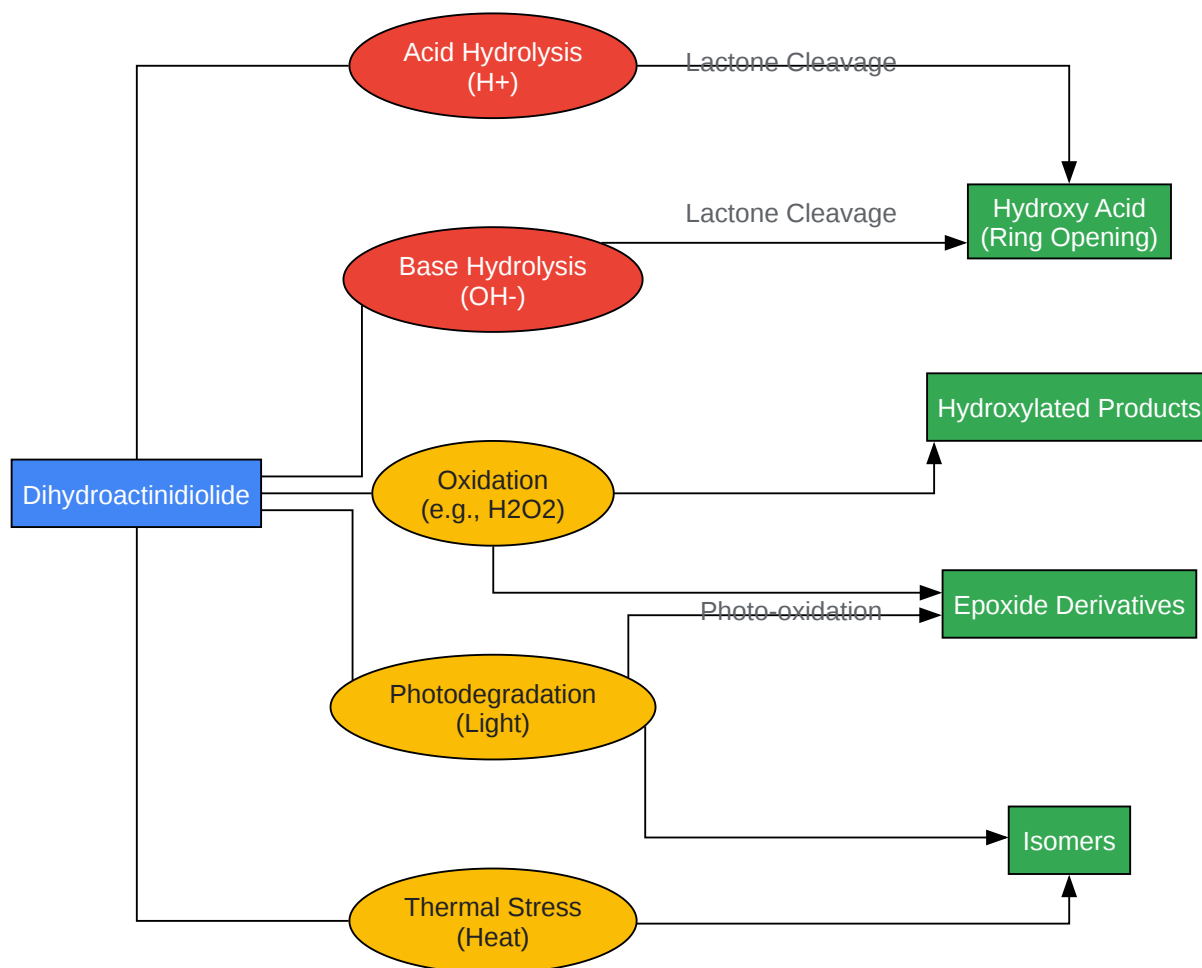 Acid Hydrolysis
(H+)
Lactone Cleavage
Lactone Cleavage
Hydroxy Acid
(Ring Opening)
Base Hydrolysis
(OH-)
Hydroxylated Products
Dihydroactinidiolide
Oxidation
(e.g., H2O2)
Photo-oxidation
Epoxide Derivatives
Photodegradation
(Light)
Isomers
Thermal Stress
(Heat)